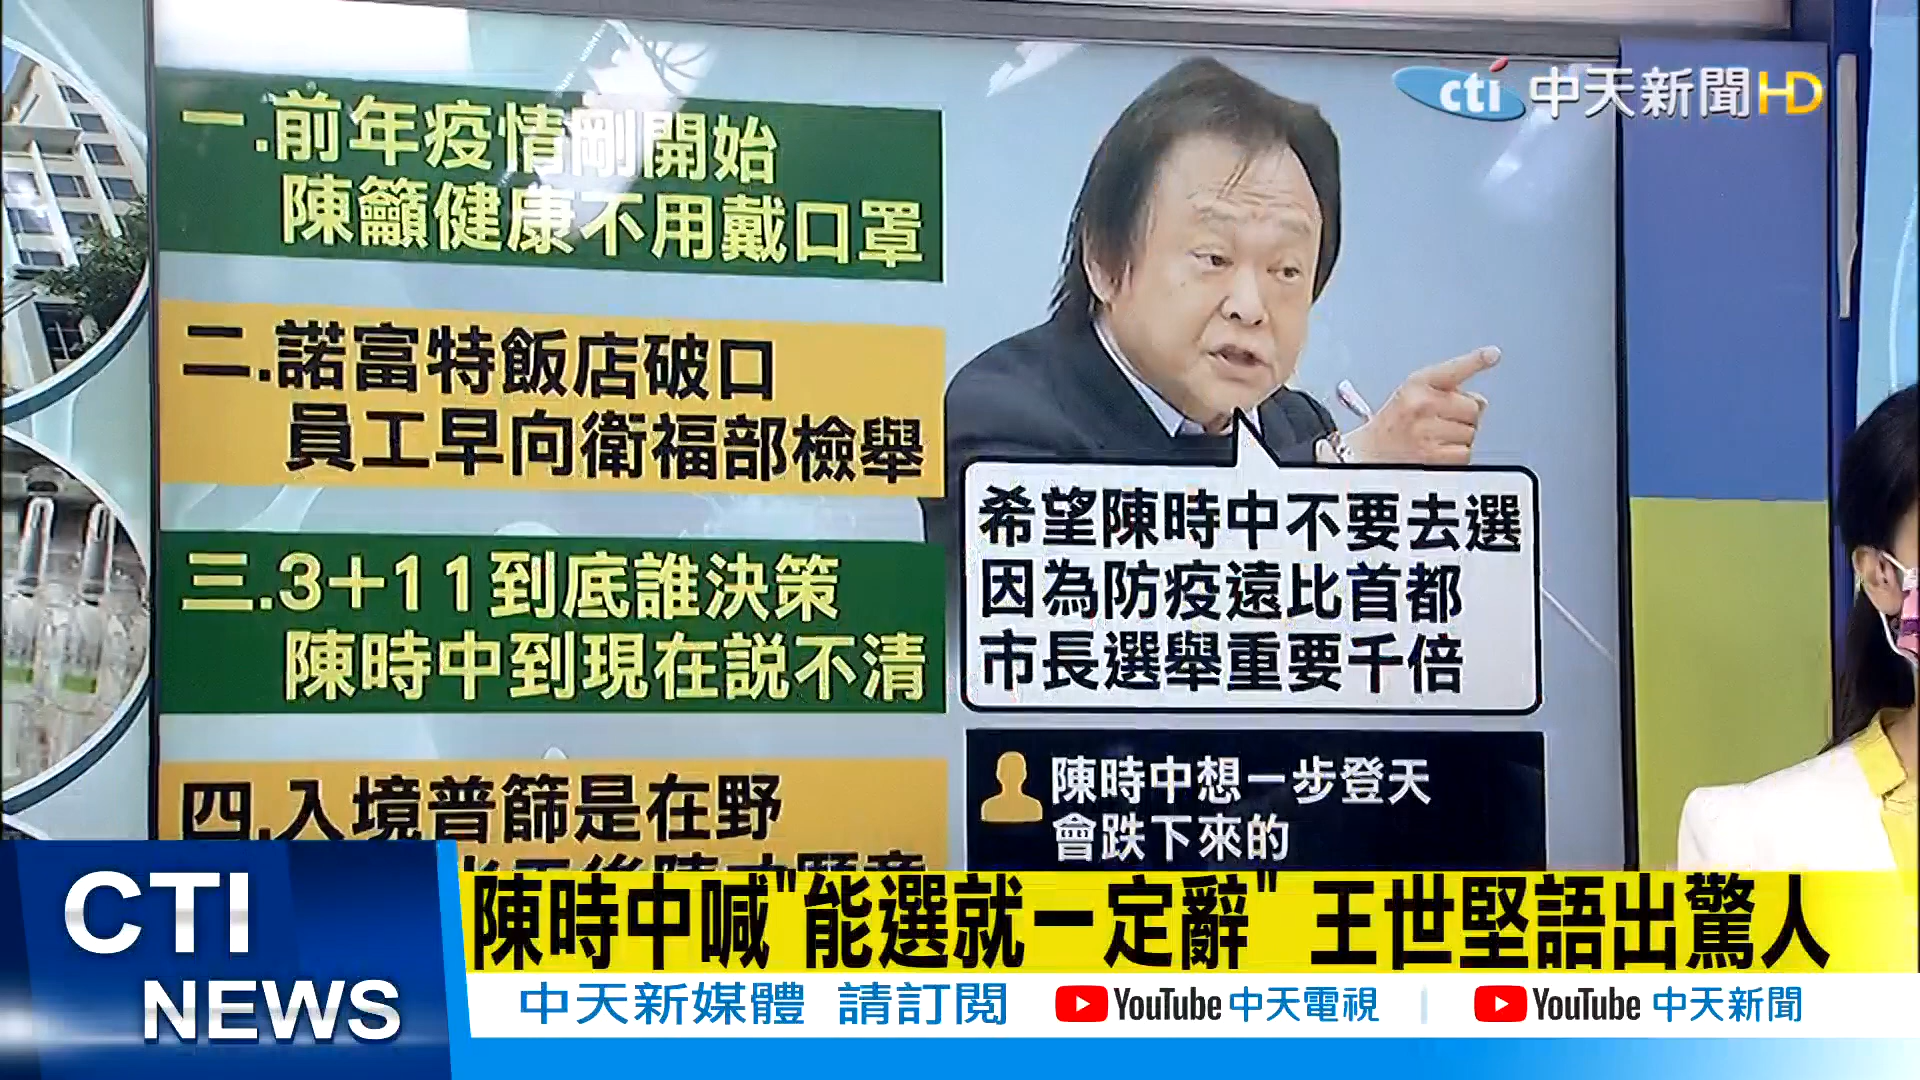 cti 中天新聞HD
一.前年疫情剛開始
陳籲健康不用戴口罩
二.諾富特飯店破口
員工早向衛福部檢舉
三.3+11到底誰決策
陳時中到現在説不清
四.入境普篩是在野
希望陳時中不要去選
因為防疫遠比首都
市長選舉重要千倍
陳時中想一步登天
會跌下來的
CTI
NEWS
陳時中喊"能選就一定辭" 王世堅語出驚人
中天新媒體 請訂閱 YouTube 中天電視 | YouTube 中天新聞